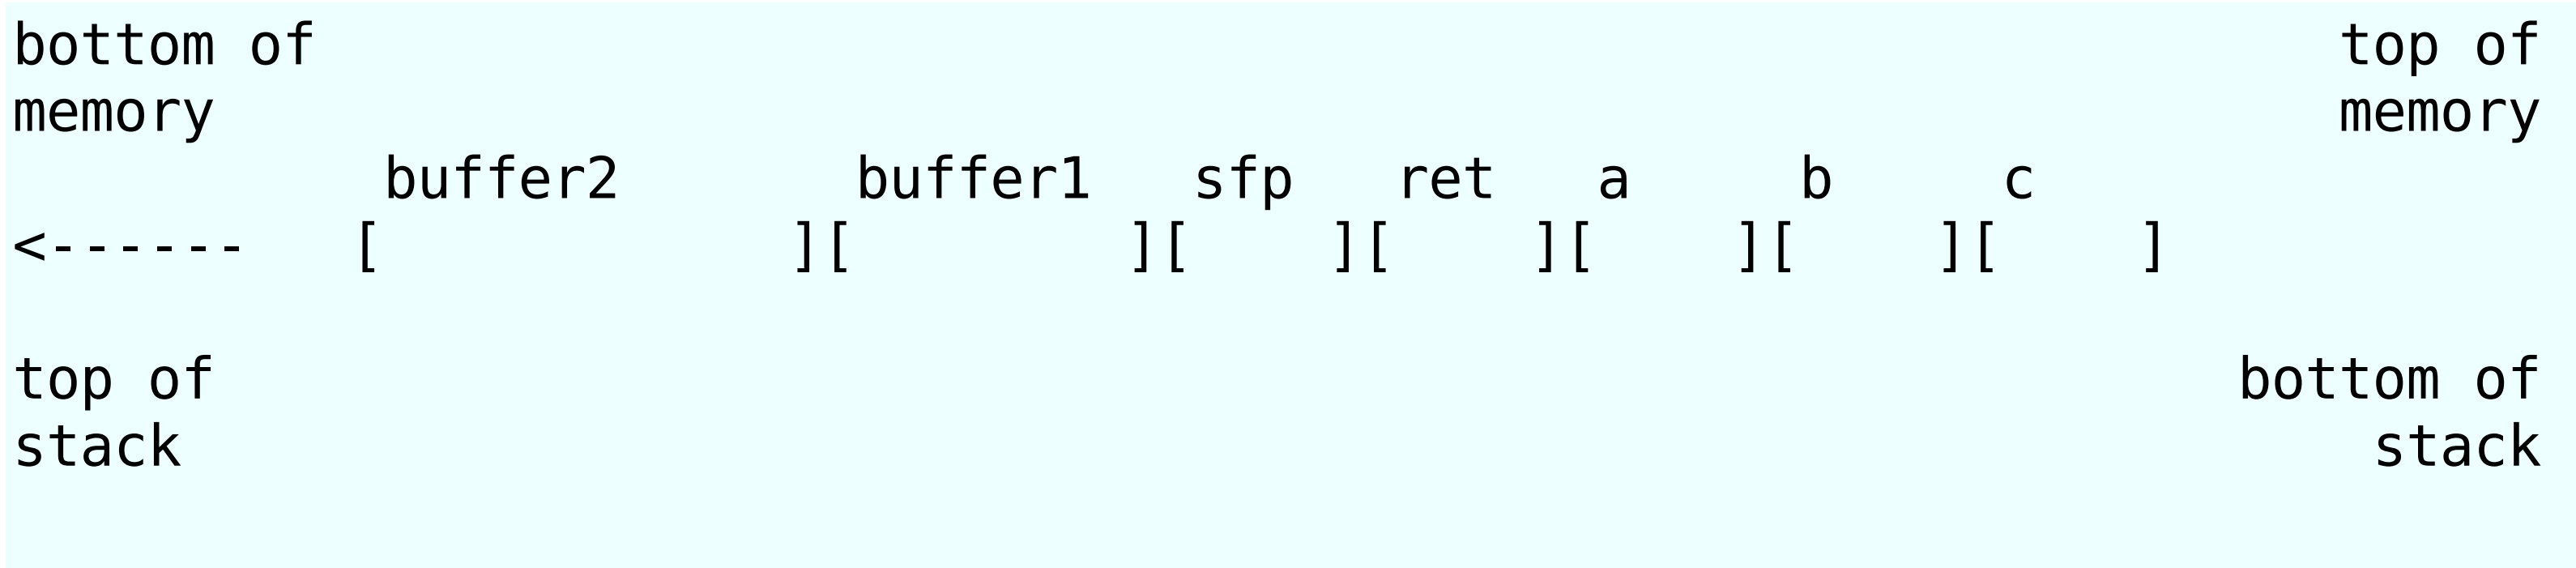 bottom of                                                            top of
memory                                                               memory
           buffer2       buffer1   sfp   ret   a     b     c
<------   [            ][        ][    ][    ][    ][    ][    ]

top of                                                            bottom of
stack                                                                 stack